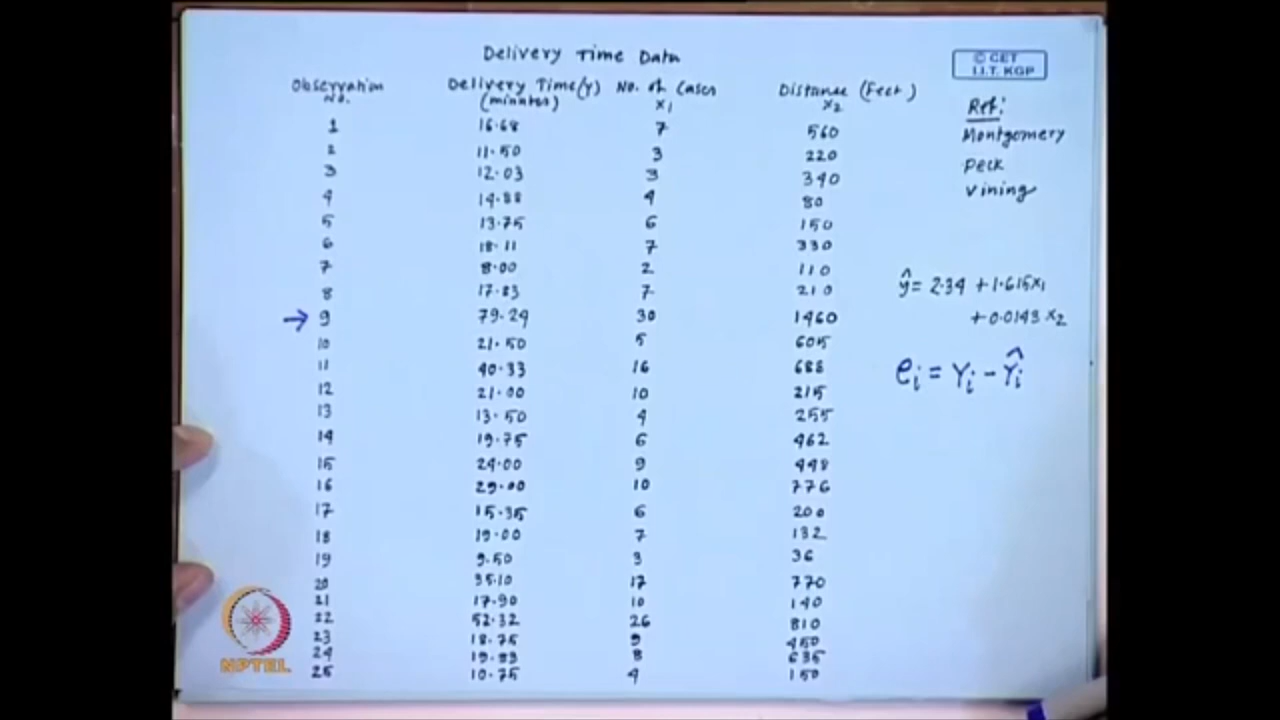 Delivery Time Data
© CET
I.I.T. KGP
Observation No. Delivery Time(Y) (minutes) No. of Cases X1 Distance (Feet) X2
Ref:
Montgomery
Peck
Vining
1 16.68 7 560
2 11.50 3 220
3 12.03 3 340
4 14.88 4 80
5 13.75 6 150
6 18.11 7 330
7 8.00 2 110
8 17.83 7 210
→ 9 79.24 30 1460
10 21.50 5 605
11 40.33 16 688
12 21.00 10 215
13 13.50 4 255
14 19.75 6 462
15 24.00 9 448
16 29.00 10 776
17 15.35 6 200
18 19.00 7 132
19 9.50 3 36
20 35.10 17 770
21 17.90 10 140
22 52.32 26 810
23 18.75 9 450
24 19.83 8 635
25 10.75 4 150
ŷ = 2.34 + 1.615x1
+ 0.0143 x2
ei = Yi - Ŷi
NPTEL